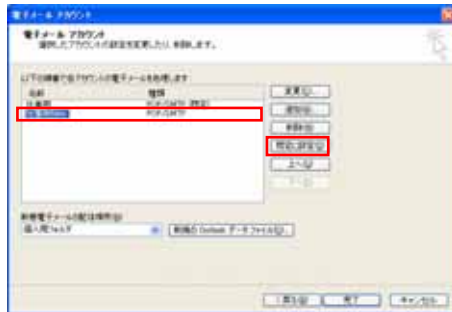 電子メール アカウント
電子メール アカウント
選択したアカウントの設定を変更したり、削除します。
以下の順番で各アカウントの電子メールを処理します
名前 種類
仕事用 POP/SMTP (既定)
POP/SMTP
変更(C)...
追加(A)...
削除(R)
既定に設定(D)
上へ(U)
下へ(N)
新規電子メールの配信場所(E)
個人用フォルダ
新規の Outlook データ ファイル(O)...
< 戻る(B)
完了
キャンセル